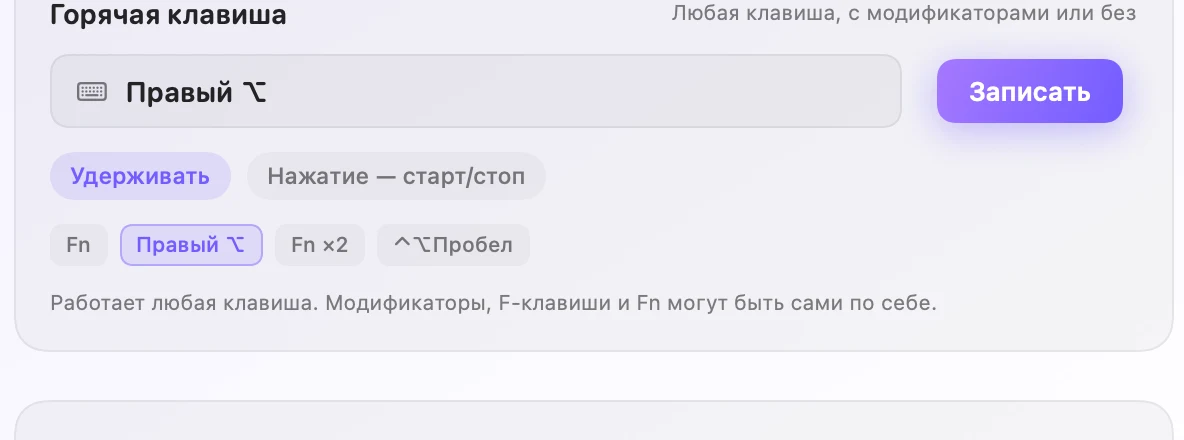 Горячая клавиша
Любая клавиша, с модификаторами или без
Правый ⌥
Записать
Удерживать
Нажатие — старт/стоп
Fn
Правый ⌥
Fn ×2
^⌥Пробел
Работает любая клавиша. Модификаторы, F-клавиши и Fn могут быть сами по себе.